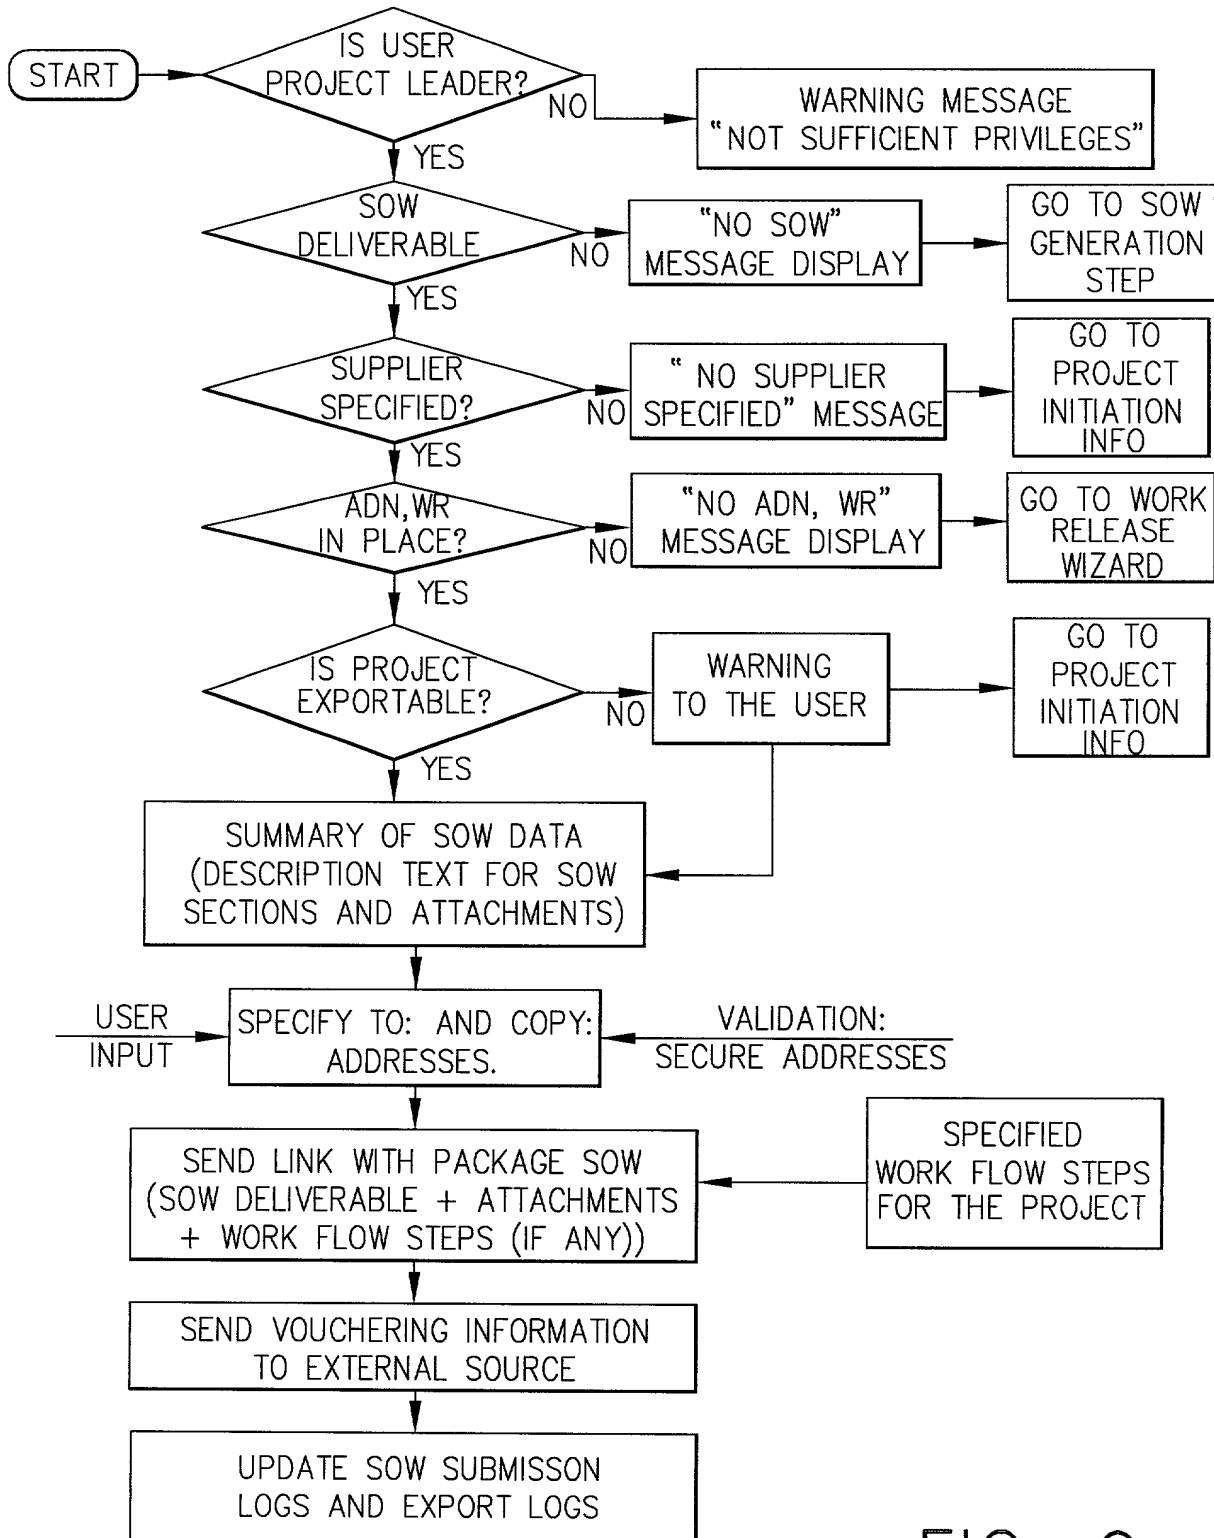 START
IS USER
PROJECT LEADER?
NO
YES
WARNING MESSAGE
"NOT SUFFICIENT PRIVILEGES"
SOW
DELIVERABLE
NO
YES
"NO SOW"
MESSAGE DISPLAY
GO TO SOW
GENERATION
STEP
SUPPLIER
SPECIFIED?
NO
YES
" NO SUPPLIER
SPECIFIED" MESSAGE
GO TO
PROJECT
INITIATION
INFO
ADN,WR
IN PLACE?
NO
YES
"NO ADN, WR"
MESSAGE DISPLAY
GO TO WORK
RELEASE
WIZARD
IS PROJECT
EXPORTABLE?
NO
YES
WARNING
TO THE USER
GO TO
PROJECT
INITIATION
INFO
SUMMARY OF SOW DATA
(DESCRIPTION TEXT FOR SOW
SECTIONS AND ATTACHMENTS)
USER
INPUT
SPECIFY TO: AND COPY:
ADDRESSES.
VALIDATION:
SECURE ADDRESSES
SEND LINK WITH PACKAGE SOW
(SOW DELIVERABLE + ATTACHMENTS
+ WORK FLOW STEPS (IF ANY))
SPECIFIED
WORK FLOW STEPS
FOR THE PROJECT
SEND VOUCHERING INFORMATION
TO EXTERNAL SOURCE
UPDATE SOW SUBMISSON
LOGS AND EXPORT LOGS